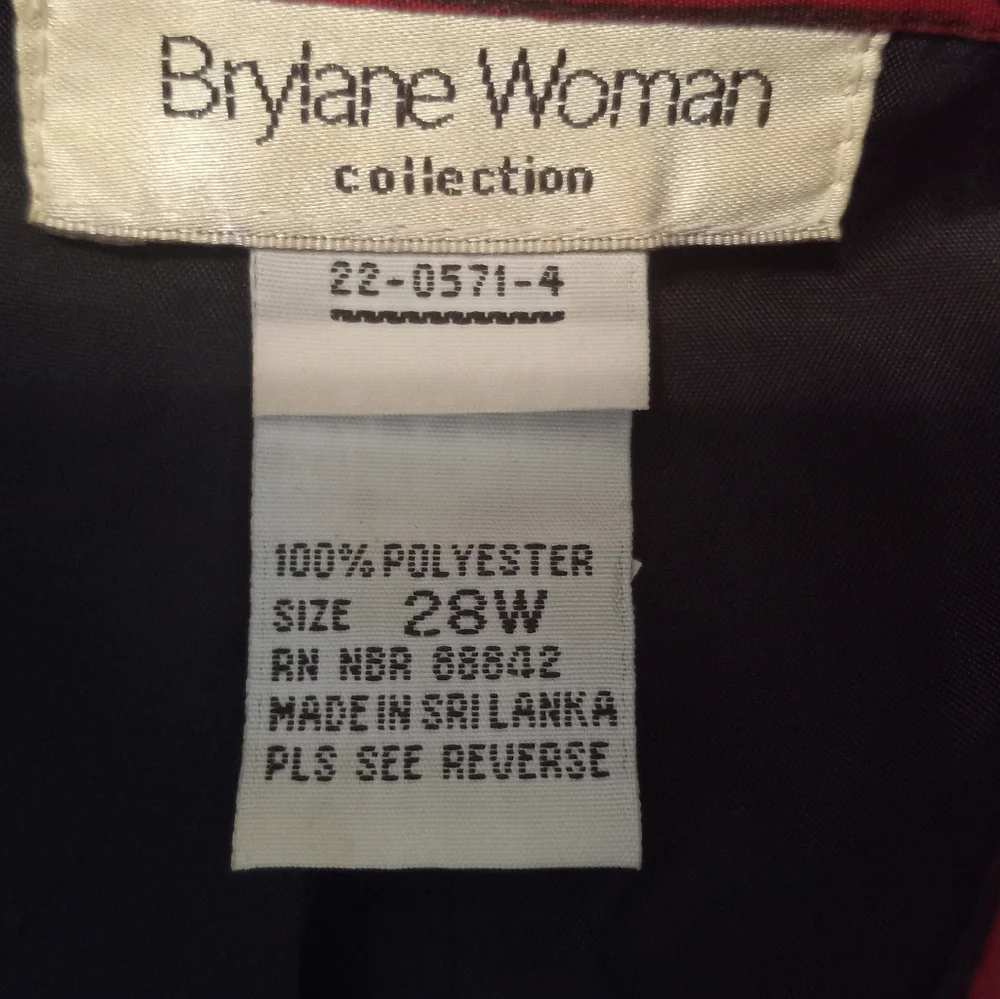 Brylane Woman
collection
22-0571-4
100% POLYESTER
SIZE 28W
RN NBR 88842
MADE IN SRI LANKA
PLS SEE REVERSE